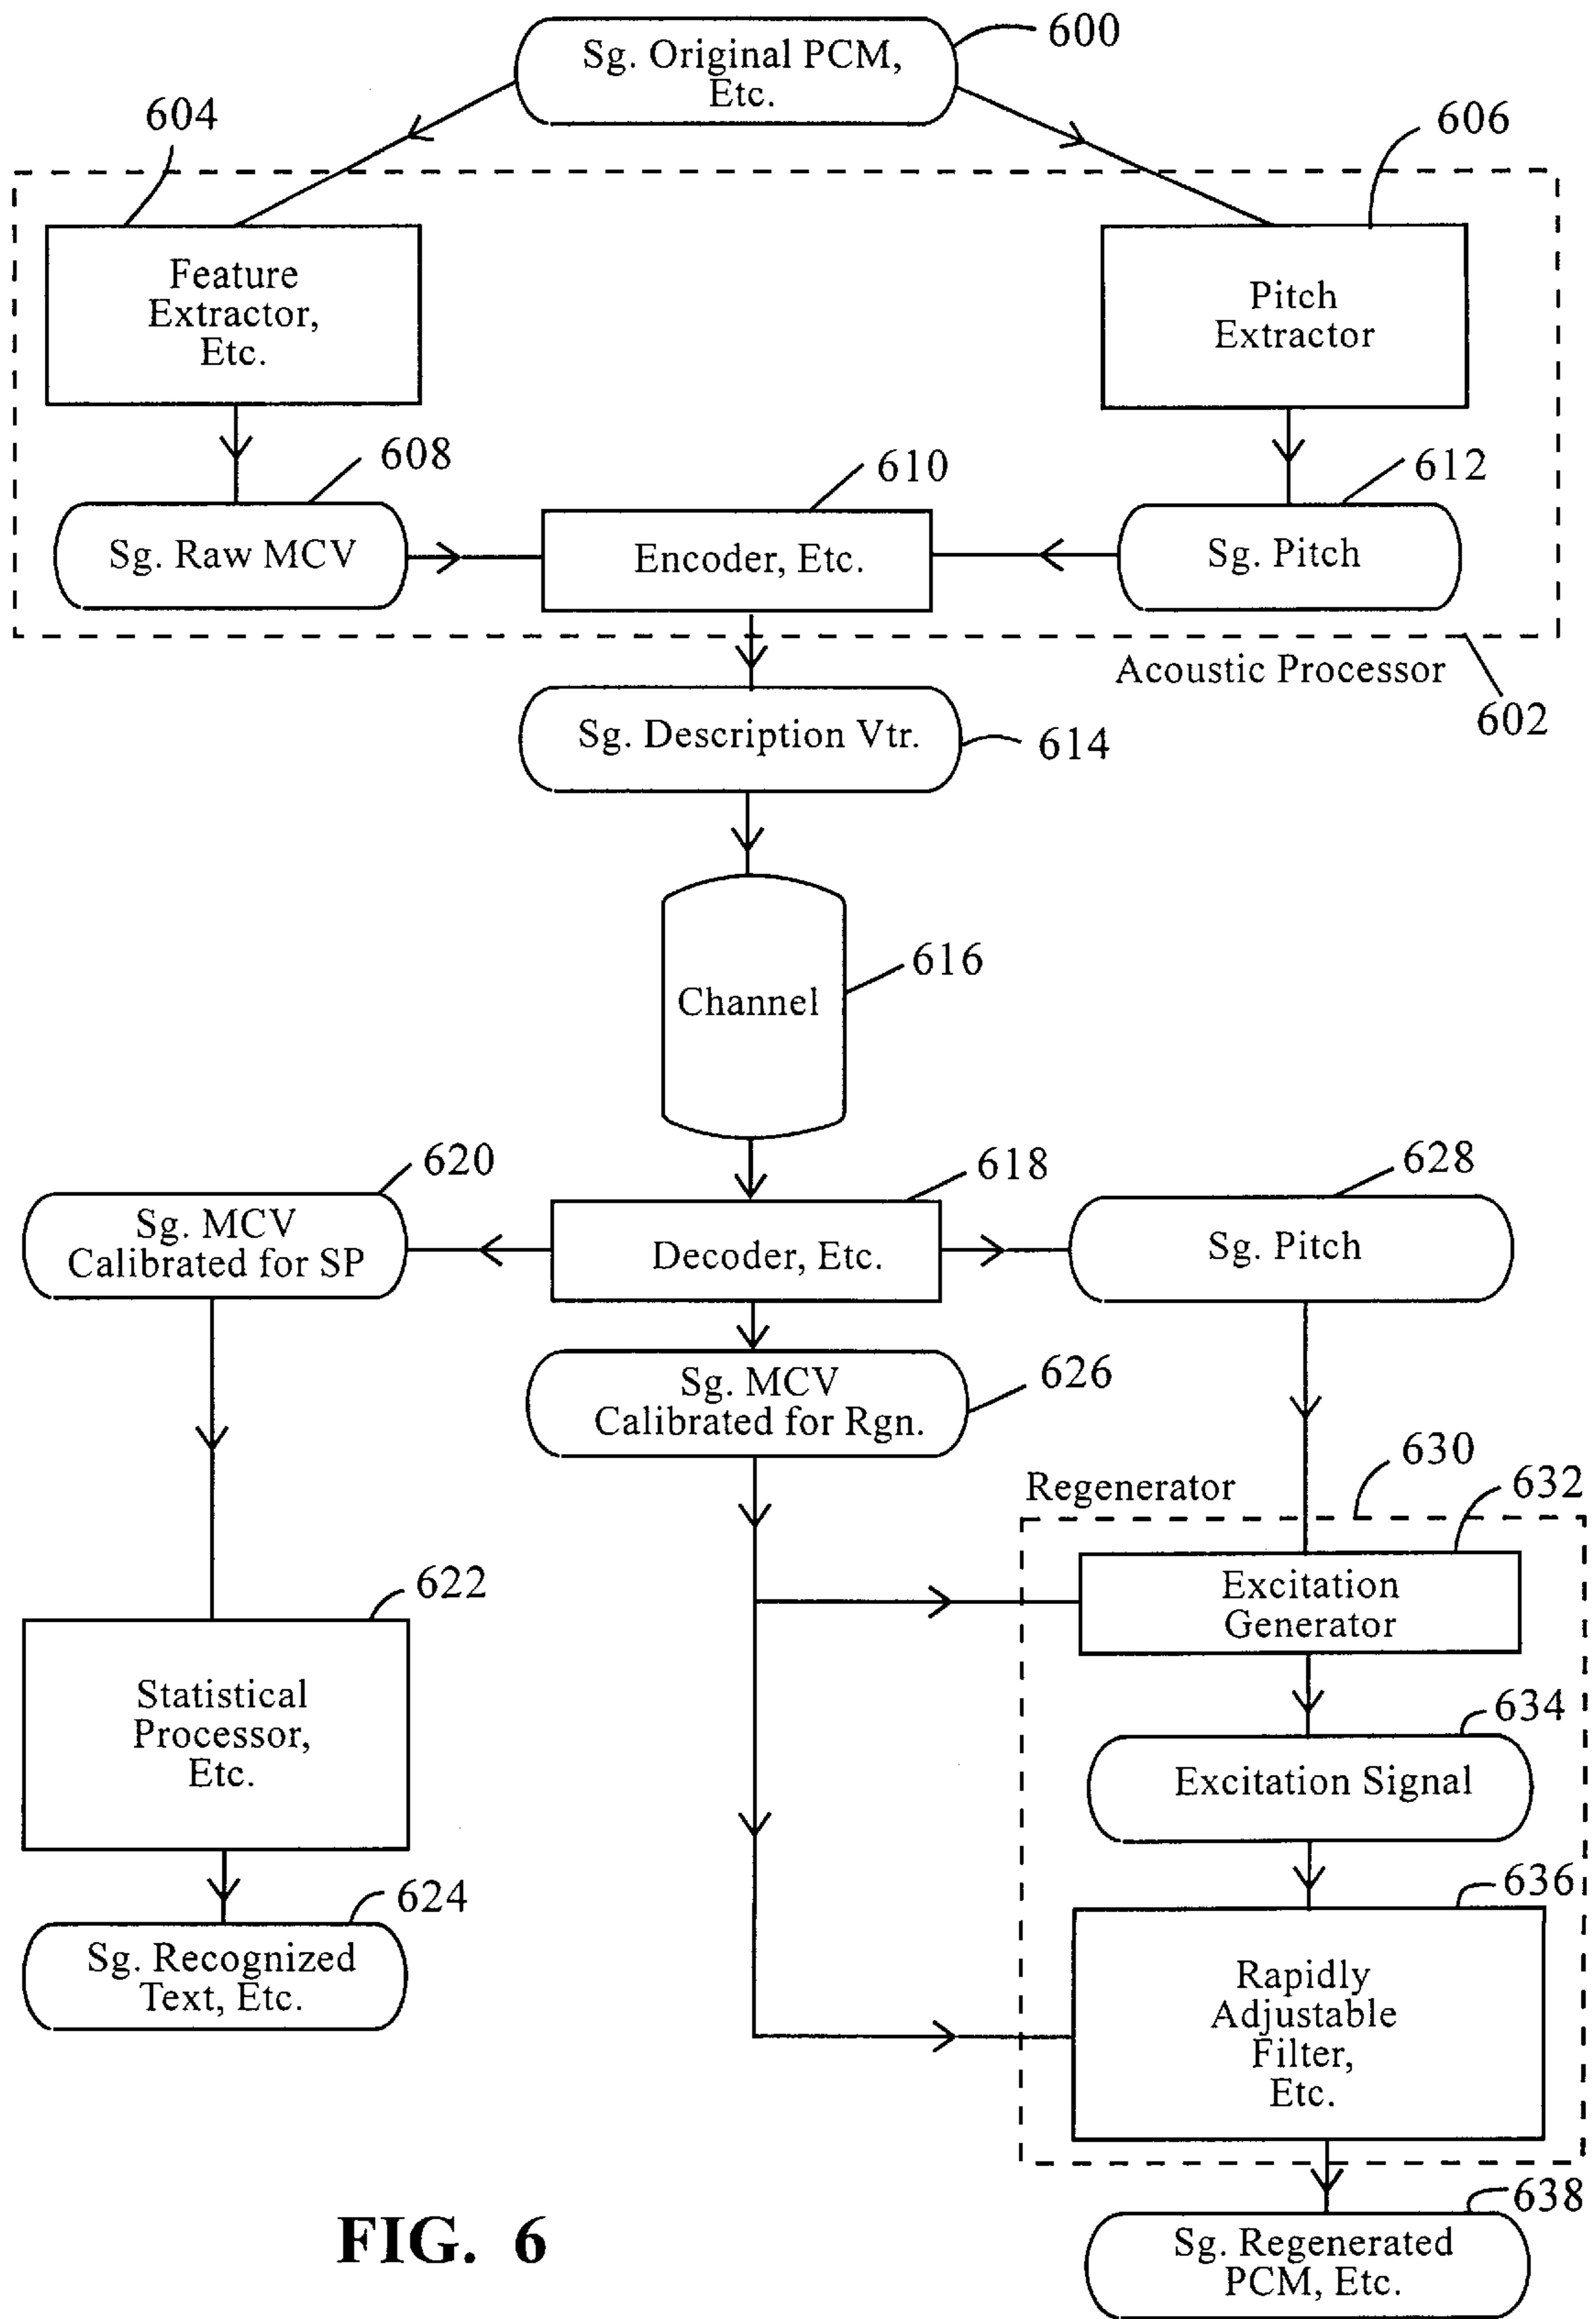 600
Sg. Original PCM,
Etc.
604
606
Feature
Extractor,
Etc.
Pitch
Extractor
608
610
612
Sg. Raw MCV
Encoder, Etc.
Sg. Pitch
Acoustic Processor
602
Sg. Description Vtr.
614
616
Channel
620
618
628
Sg. MCV
Calibrated for SP
Decoder, Etc.
Sg. Pitch
Sg. MCV
Calibrated for Rgn.
626
630
Regenerator
632
Excitation
Generator
622
Statistical
Processor,
Etc.
634
Excitation Signal
636
624
Sg. Recognized
Text, Etc.
Rapidly
Adjustable
Filter,
Etc.
638
Sg. Regenerated
PCM, Etc.
FIG. 6